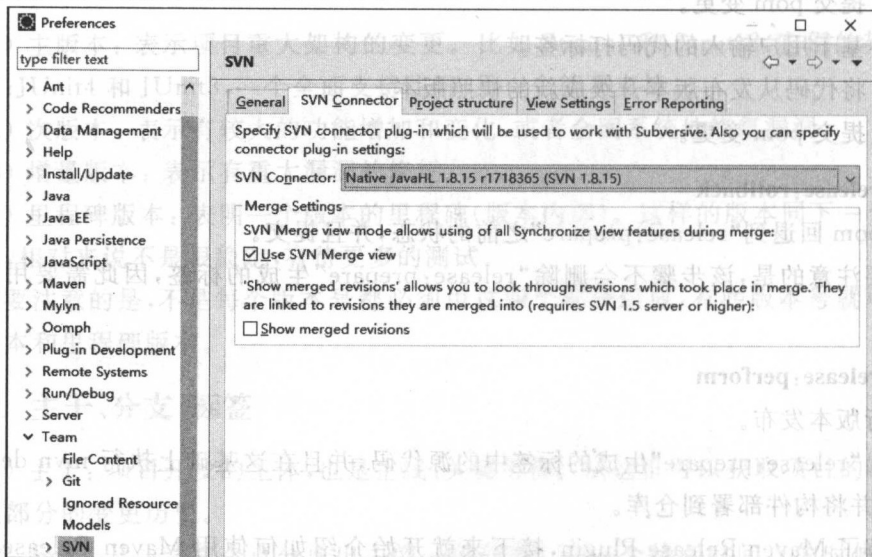 Preferences
type filter text
Ant
Code Recommenders
Data Management
Help
Install/Update
Java
Java EE
Java Persistence
JavaScript
Maven
Mylyn
Oomph
Plug-in Development
Remote Systems
Run/Debug
Server
Team
File Content
Git
Ignored Resource
Models
SVN
SVN
General SVN Connector Project structure View Settings Error Reporting
Specify SVN connector plug-in which will be used to work with Subversive. Also you can specify
connector plug-in settings:
SVN Connector: Native JavaHL 1.8.15 r1718365 (SVN 1.8.15)
Merge Settings
SVN Merge view mode allows using of all Synchronize View features during merge:
Use SVN Merge view
'Show merged revisions' allows you to look through revisions which took place in merge. They
are linked to revisions they are merged into (requires SVN 1.5 server or higher):
Show merged revisions